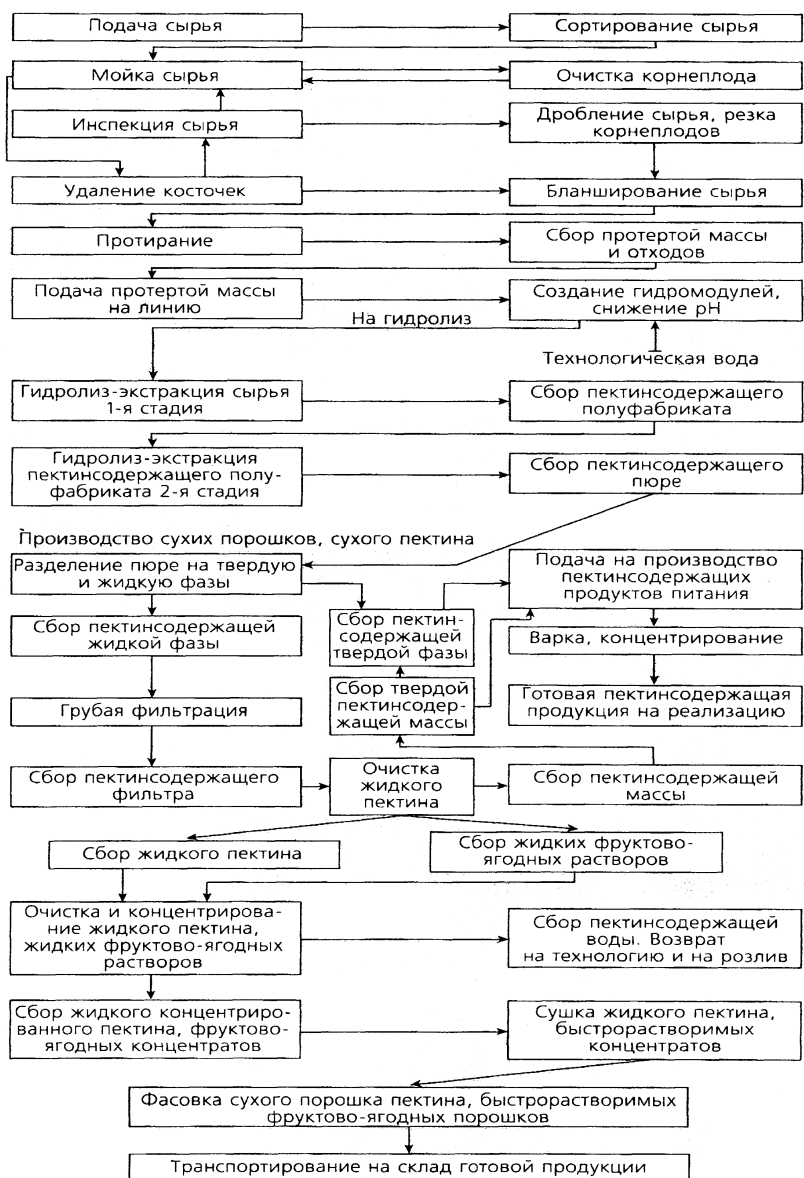 Подача сырья
Сортирование сырья
Мойка сырья
Очистка корнеплода
Инспекция сырья
Дробление сырья, резка
корнеплодов
Удаление косточек
Бланширование сырья
Протирание
Сбор протертой массы
и отходов
Подача протертой массы
на линию
Создание гидромодулей,
снижение pH
На гидролиз
Технологическая вода
Гидролиз-экстракция сырья
1-я стадия
Сбор пектинсодержащего
полуфабриката
Гидролиз-экстракция
пектинсодержащего полу-
фабриката 2-я стадия
Сбор пектинсодержащего
пюре
Производство сухих порошков, сухого пектина
Разделение пюре на твердую
и жидкую фазы
Подача на производство
пектинсодержащих
продуктов питания
Сбор пектинсодержащей
жидкой фазы
Сбор пектин-
содержащей
твердой фазы
Варка, концентрирование
Грубая фильтрация
Сбор твердой
пектинсодер-
жащей массы
Готовая пектинсодержащая
продукция на реализацию
Сбор пектинсодержащего
фильтра
Очистка
жидкого
пектина
Сбор пектинсодержащей
массы
Сбор жидкого пектина
Сбор жидких фруктово-
ягодных растворов
Очистка и концентрирова-
ние жидкого пектина,
жидких фруктово-ягодных
растворов
Сбор пектинсодержащей
воды. Возврат
на технологию и на розлив
Сбор жидкого концентриро-
ванного пектина, фруктово-
ягодных концентратов
Сушка жидкого пектина,
быстрорастворимых
концентратов
Фасовка сухого порошка пектина, быстрорастворимых
фруктово-ягодных порошков
Транспортирование на склад готовой продукции